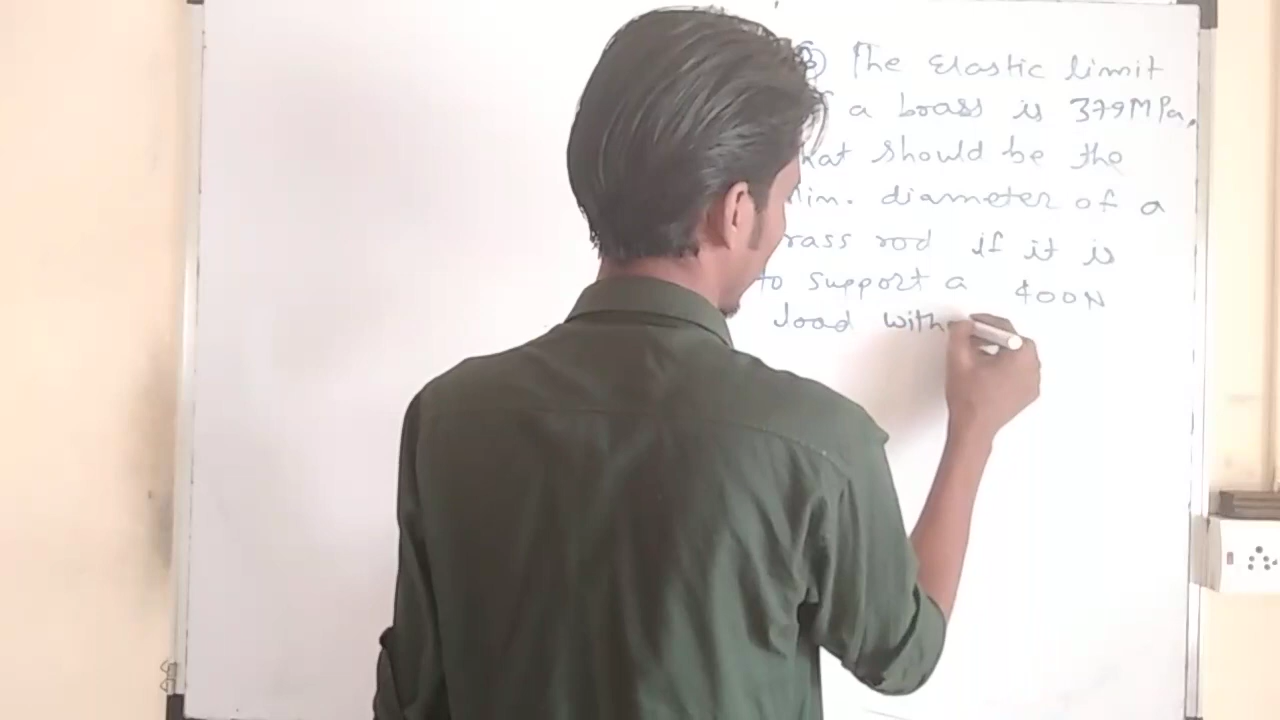 The Elastic limit
a brass is 379MPa,
hat should be the
in. diameter of a
rass rod if it is
to support a 400N
load with